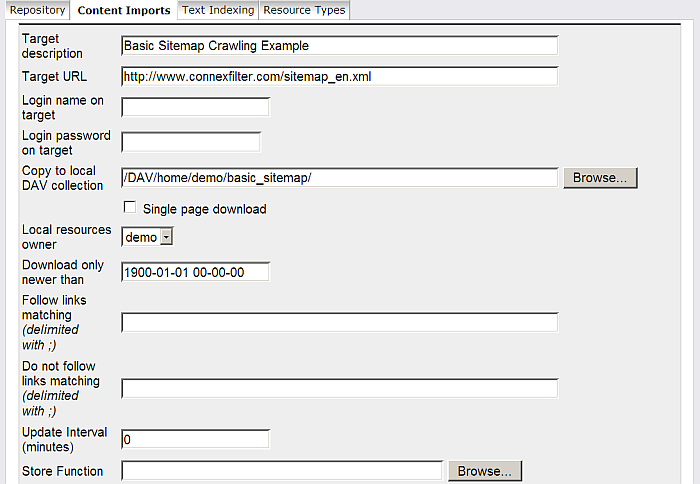 Repository Content Imports Text Indexing Resource Types
Target
description
Basic Sitemap Crawling Example
Target URL
http://www.connexfilter.com/sitemap_en.xml
Login name on
target
Login password
on target
Copy to local
DAV collection
/DAV/home/demo/basic_sitemap/
Browse...
Single page download
Local resources
owner
demo
Download only
newer than
1900-01-01 00-00-00
Follow links
matching
(delimited
with ;)
Do not follow
links matching
(delimited
with ;)
Update Interval
(minutes)
0
Store Function
Browse...